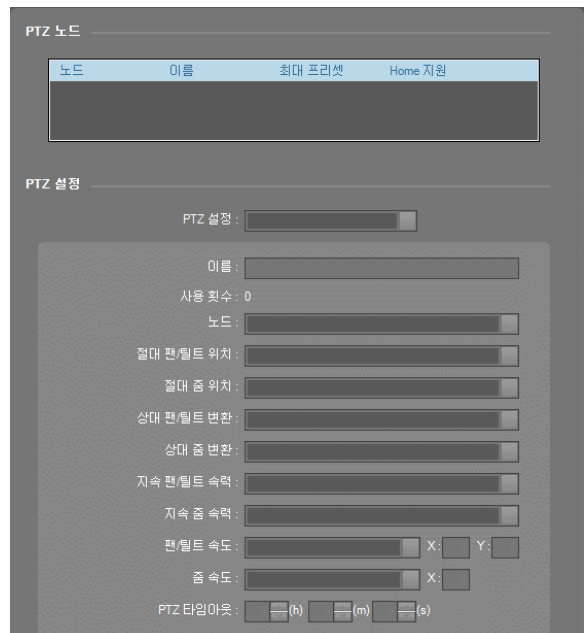 PTZ 노드
노드 이름 최대 프리셋 Home 지원
PTZ 설정
PTZ 설정 :
이름 :
사용 횟수 : 0
노드 :
절대 팬/틸트 위치 :
절대 줌 위치 :
상대 팬/틸트 변환 :
상대 줌 변환 :
지속 팬/틸트 속력 :
지속 줌 속력 :
팬/틸트 속도 : X : Y :
줌 속도 : X :
PTZ 타임아웃 : (h) (m) (s)